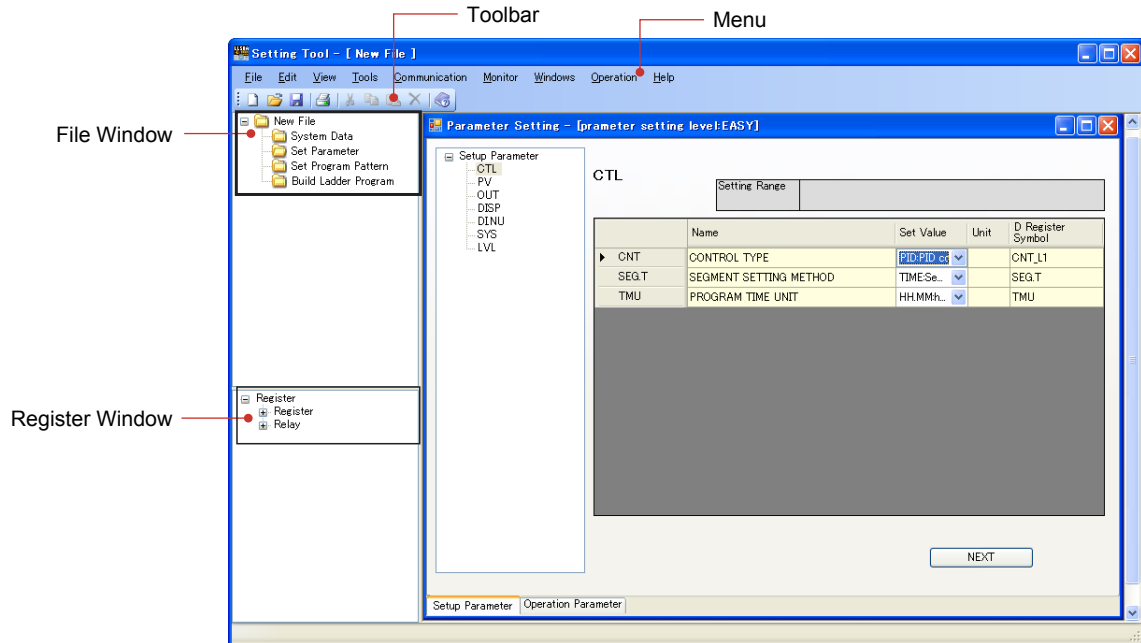 Toolbar
Menu
Setting Tool - [ New File ]
File Edit View Tools Communication Monitor Windows Operation Help
File Window
New File
System Data
Set Parameter
Set Program Pattern
Build Ladder Program
Parameter Setting - [prameter setting level:EASY]
Setup Parameter
CTL
PV
OUT
DISP
DINU
SYS
LVL
CTL
Setting Range
Name Set Value Unit D Register Symbol
CNT CONTROL TYPE PID:PID co CNT_L1
SEG.T SEGMENT SETTING METHOD TIME:Se... SEG.T
TMU PROGRAM TIME UNIT HH.MM:h... TMU
Register Window
Register
Register
Relay
NEXT
Setup Parameter Operation Parameter